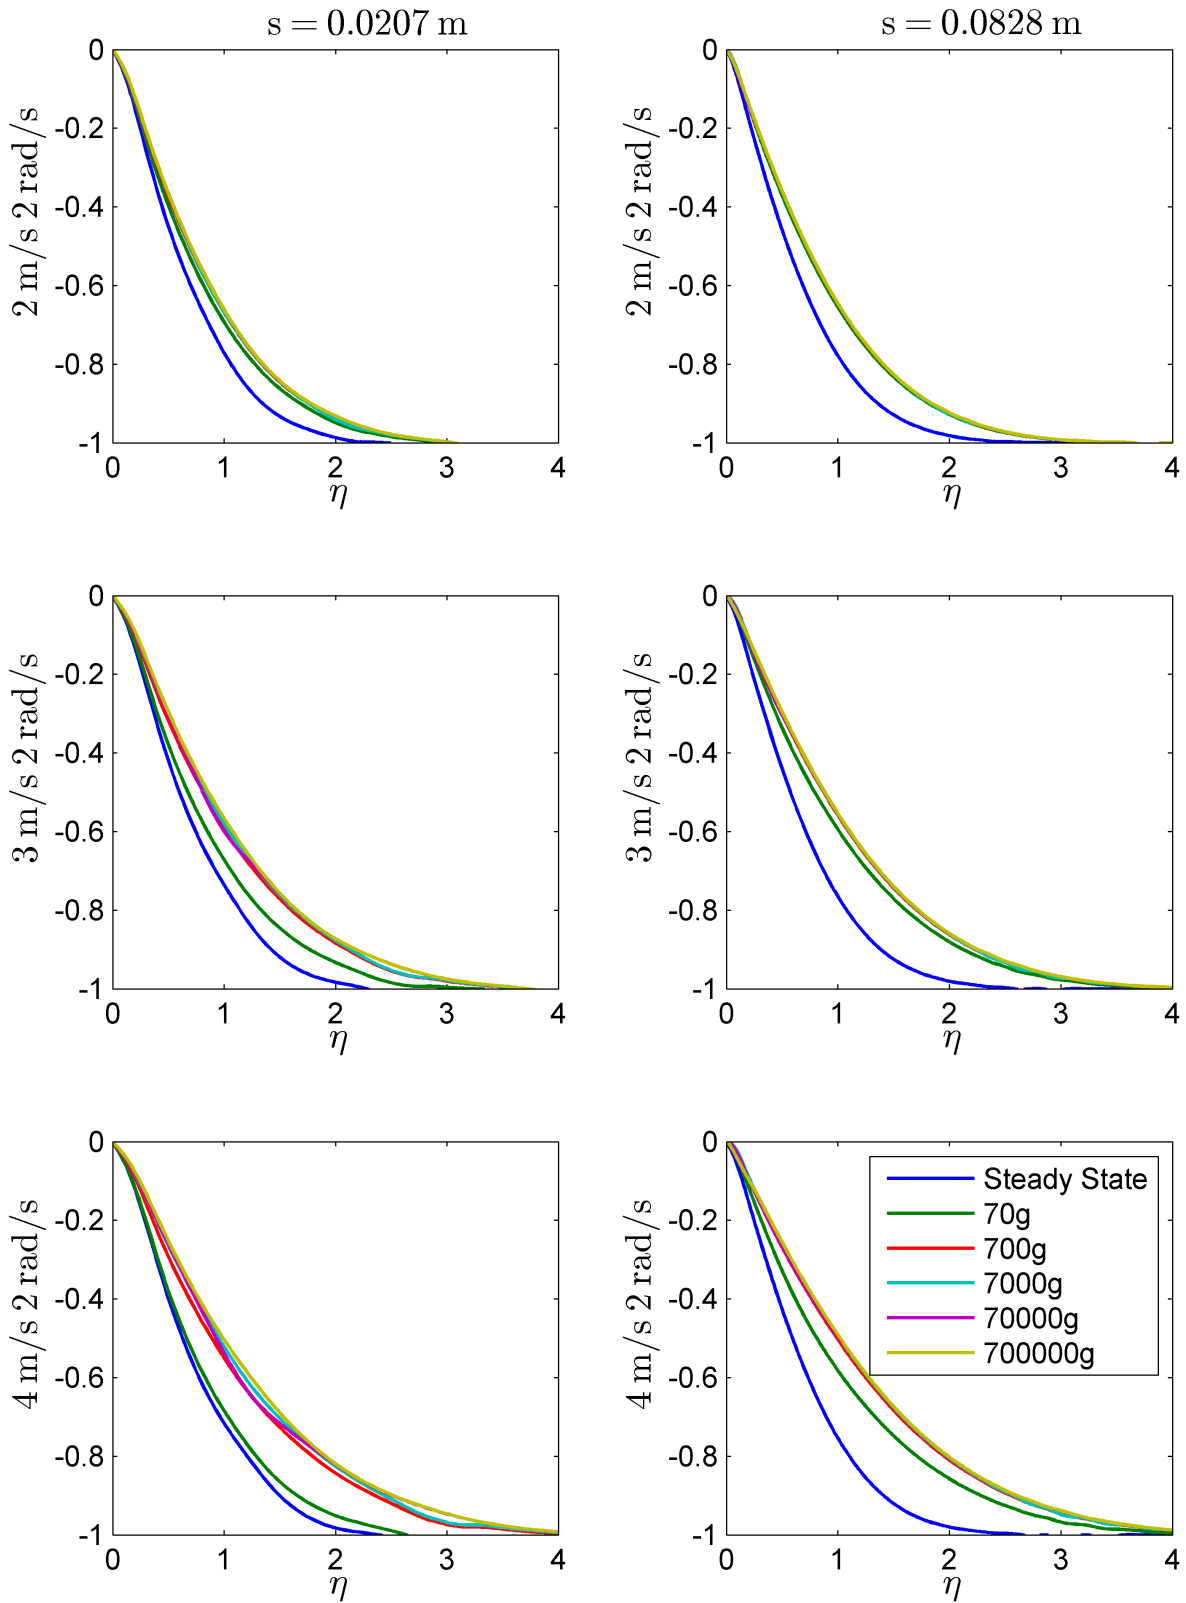 s = 0.0207 m
s = 0.0828 m
2 m/s 2 rad/s
0
-0.2
-0.4
-0.6
-0.8
-1
0 1 2 3 4
η
2 m/s 2 rad/s
0
-0.2
-0.4
-0.6
-0.8
-1
0 1 2 3 4
η
3 m/s 2 rad/s
0
-0.2
-0.4
-0.6
-0.8
-1
0 1 2 3 4
η
3 m/s 2 rad/s
0
-0.2
-0.4
-0.6
-0.8
-1
0 1 2 3 4
η
4 m/s 2 rad/s
0
-0.2
-0.4
-0.6
-0.8
-1
0 1 2 3 4
η
4 m/s 2 rad/s
0
-0.2
-0.4
-0.6
-0.8
-1
0 1 2 3 4
η
Steady State
70g
700g
7000g
70000g
700000g